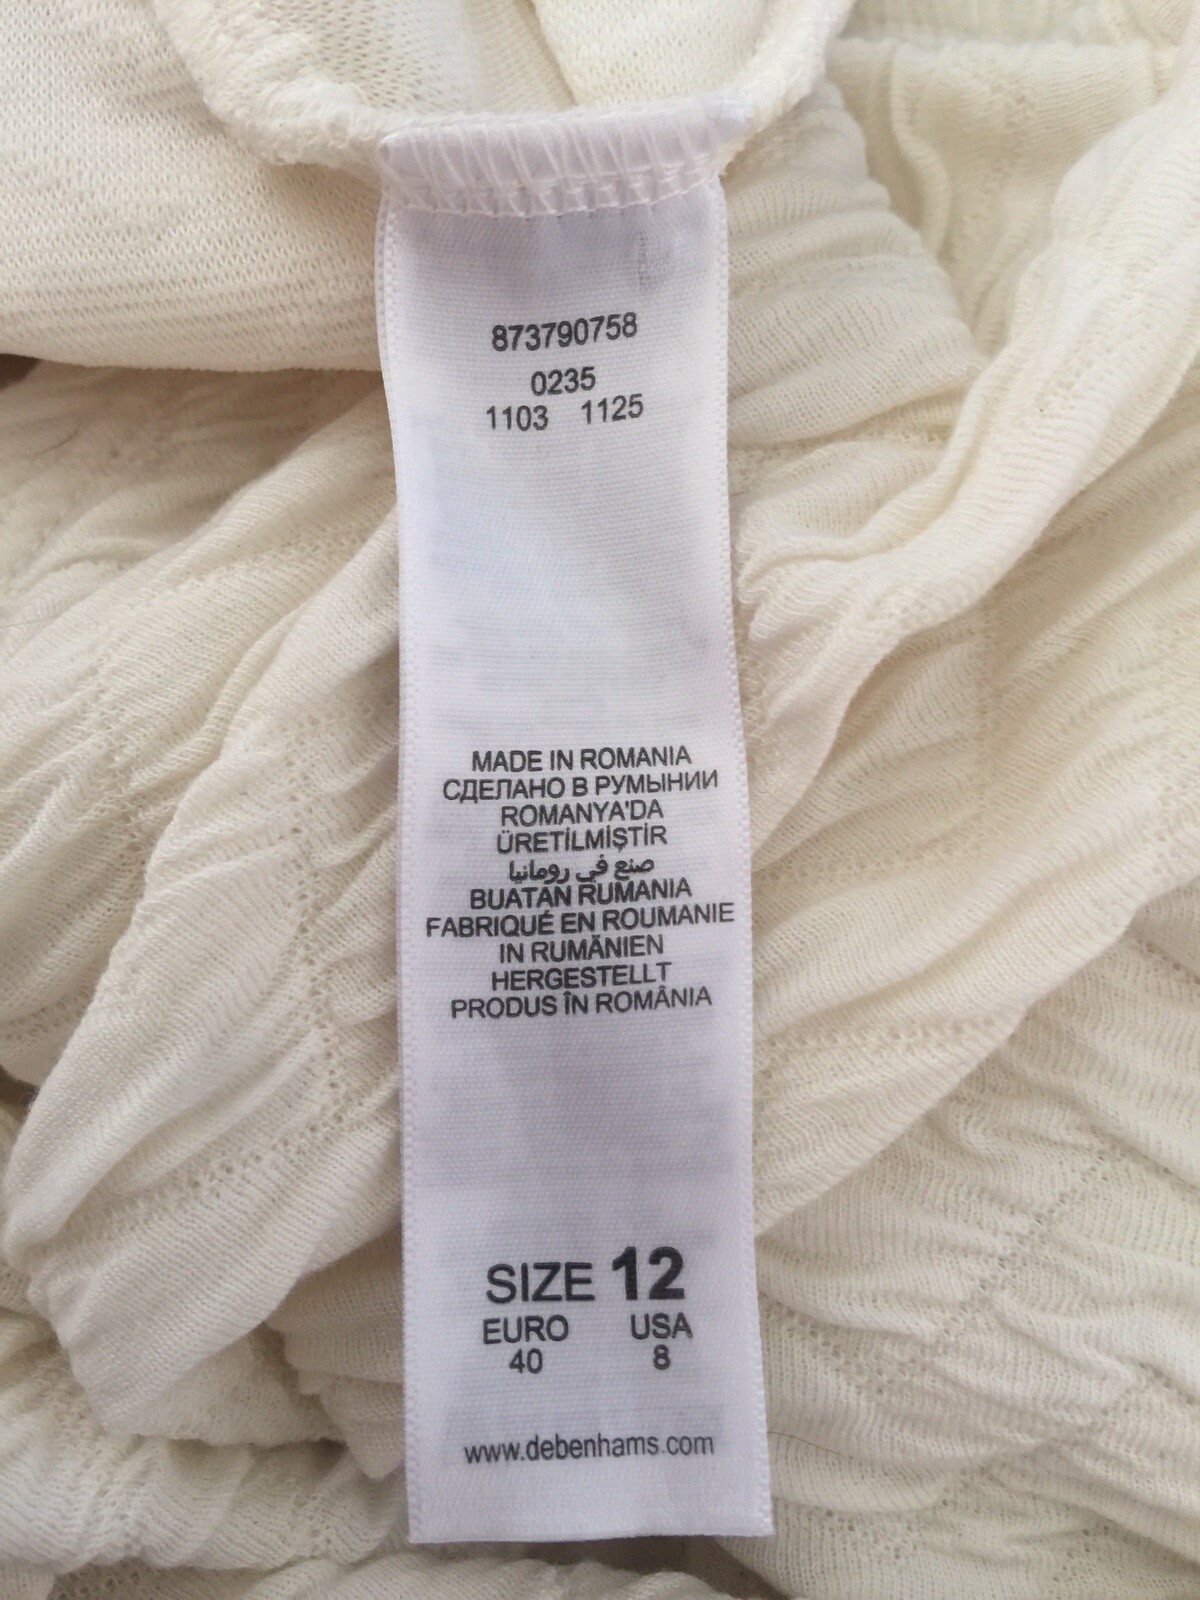 873790758
0235
1103 1125
MADE IN ROMANIA
СДЕЛАНО В РУМЫНИИ
ROMANYA'DA
ÜRETİLMİŞTİR
صنع في رومانيا
BUATAN RUMANIA
FABRIQUÉ EN ROUMANIE
IN RUMÄNIEN
HERGESTELLT
PRODUS ÎN ROMÂNIA
SIZE 12
EURO USA
40 8
www.debenhams.com